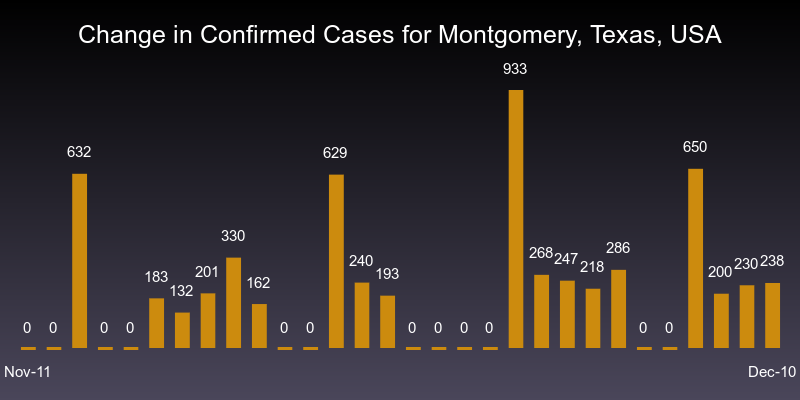 Change in Confirmed Cases for Montgomery, Texas, USA
0 0 632 0 0 183 132 201 330 162 0 0 629 240 193 0 0 0 0 933 268 247 218 286 0 0 650 200 230 238
Nov-11 Dec-10